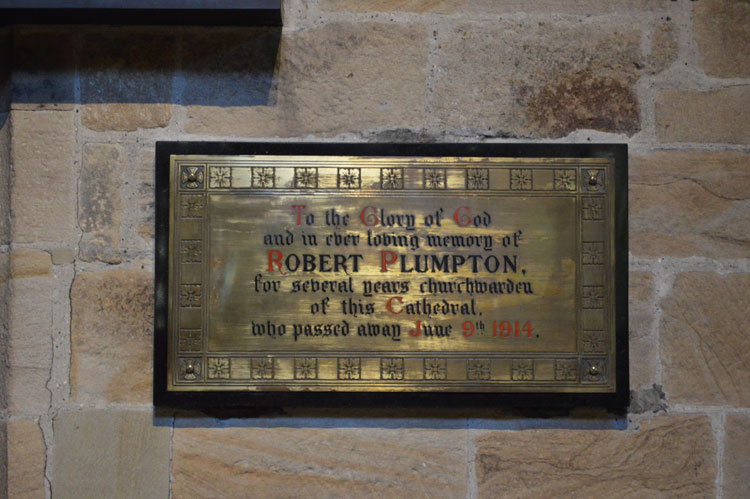 To the Glory of God
and in ever loving memory of
ROBERT PLUMPTON,
for several years churchwarden
of this Cathedral,
who passed away June 9th 1914.